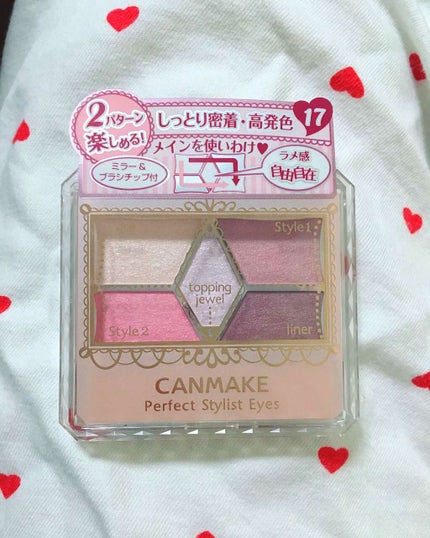 2パターン
楽しめる!
しっとり密着・高発色
17
メインを使いわけ♥
ミラー&
ブラシチップ付
ラメ感
自由自在
Style1
topping
jewel
Style2
liner
CANMAKE
Perfect Stylist Eyes